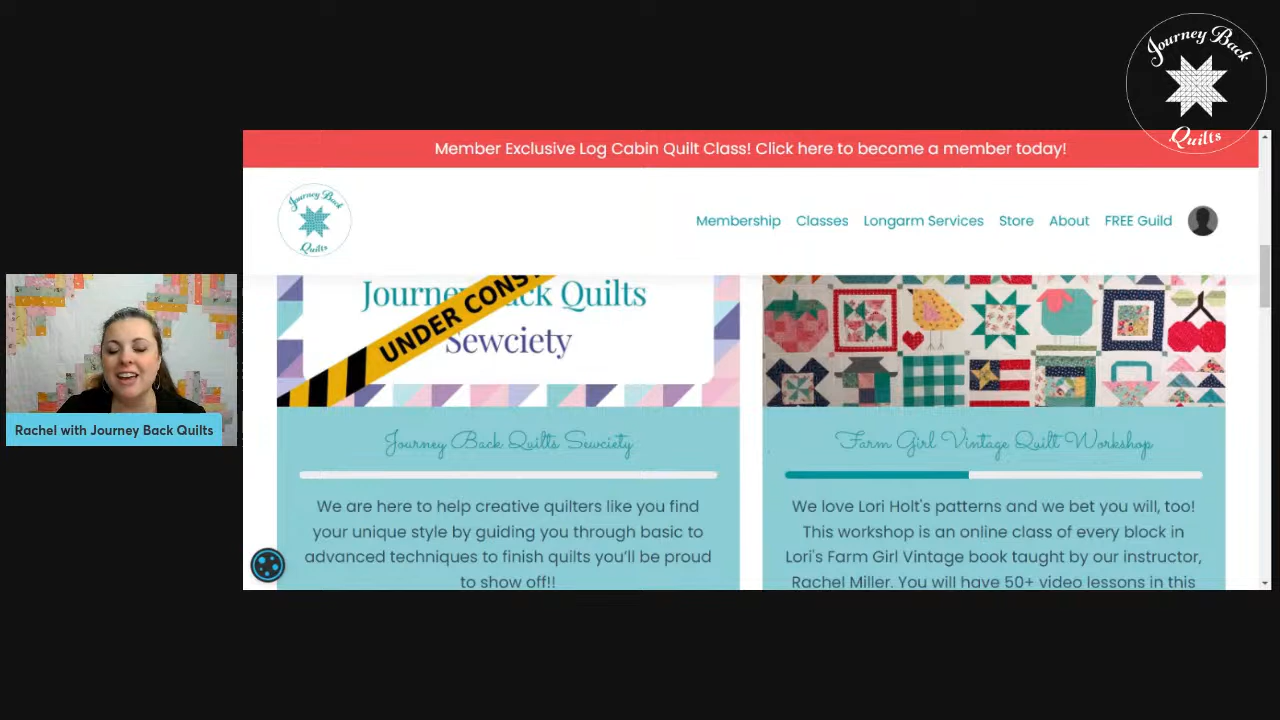 Journey Back
Quilts
Member Exclusive Log Cabin Quilt Class! Click here to become a member today!
Journey Back
Quilts
Membership Classes Longarm Services Store About FREE Guild
Journey Back Quilts
Sewciety
UNDER CONST
Journey Back Quilts Sewciety
We are here to help creative quilters like you find
your unique style by guiding you through basic to
advanced techniques to finish quilts you'll be proud
to show off!!
Farm Girl Vintage Quilt Workshop
We love Lori Holt's patterns and we bet you will, too!
This workshop is an online class of every block in
Lori's Farm Girl Vintage book taught by our instructor,
Rachel Miller. You will have 50+ video lessons in this
Rachel with Journey Back Quilts